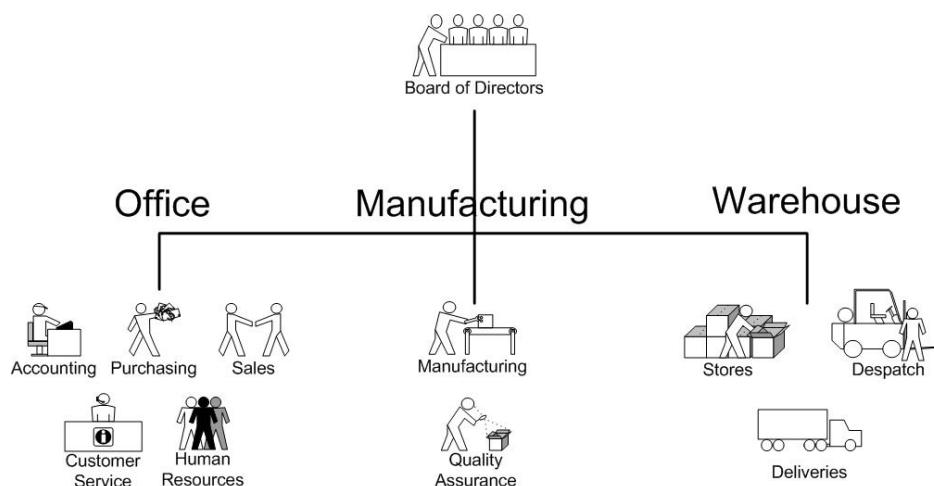 Board of Directors
Office
Manufacturing
Warehouse
Accounting
Purchasing
Sales
Manufacturing
Stores
Despatch
Customer
Service
Human
Resources
Quality
Assurance
Deliveries